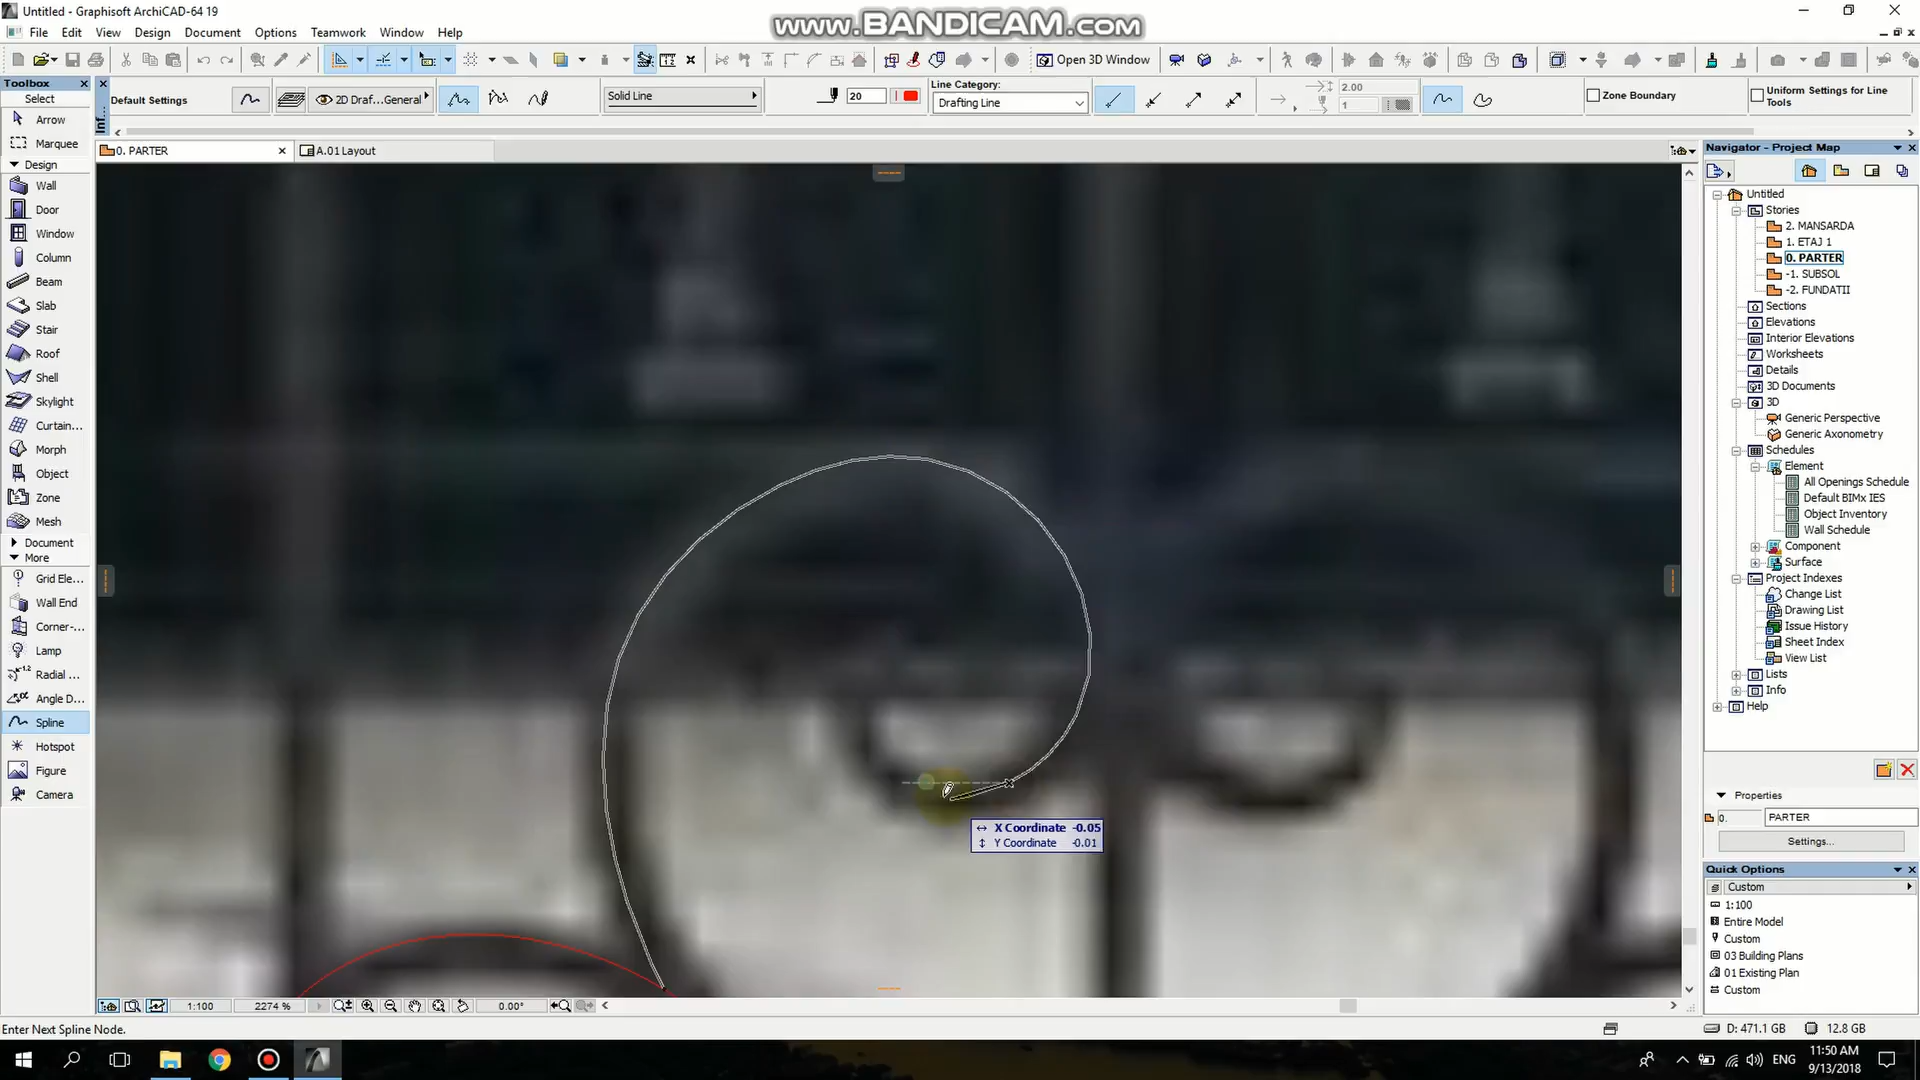 Untitled - Graphisoft ArchiCAD-64 19
www.BANDICAM.com
File Edit View Design Document Options Teamwork Window Help
Open 3D Window
Toolbox
Select
Arrow
Marquee
Design
Wall
Door
Window
Column
Beam
Slab
Stair
Roof
Shell
Skylight
Curtain...
Morph
Object
Zone
Mesh
Document
More
Grid Ele...
Wall End
Corner-...
Lamp
Radial ...
Angle D...
Spline
Hotspot
Figure
Camera
Default Settings
2D Draf...General
Solid Line
20
Line Category:
Drafting Line
2.00
1
Zone Boundary
Uniform Settings for Line
Tools
0. PARTER
A.01 Layout
X Coordinate -0.05
Y Coordinate -0.01
Navigator - Project Map
Untitled
Stories
2. MANSARDA
1. ETAJ 1
0. PARTER
-1. SUBSOL
-2. FUNDATII
Sections
Elevations
Interior Elevations
Worksheets
Details
3D Documents
3D
Generic Perspective
Generic Axonometry
Schedules
Element
All Openings Schedule
Default BIMx IES
Object Inventory
Wall Schedule
Component
Surface
Project Indexes
Change List
Drawing List
Issue History
Sheet Index
View List
Lists
Info
Help
Properties
0. PARTER
Settings...
Quick Options
Custom
1:100
Entire Model
Custom
03 Building Plans
01 Existing Plan
Custom
1:100
2274 %
0.00°
Enter Next Spline Node.
D: 471.1 GB
12.8 GB
ENG
11:50 AM
9/13/2018